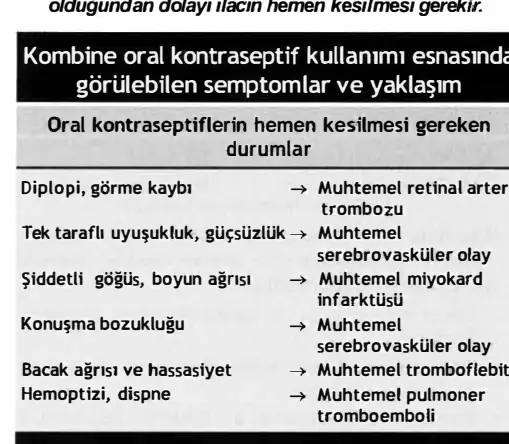 olduğundan dolayı ilacın hemen kesilmesi gerekir.
Kombine oral kontraseptif kullanımı esnasında
görülebilen semptomlar ve yaklaşım
Oral kontraseptiflerin hemen kesilmesi gereken
durumlar
Diplopi, görme kaybı → Muhtemel retinal arter
trombozu
Tek taraflı uyuşukluk, güçsüzlük → Muhtemel
serebrovasküler olay
Şiddetli göğüs, boyun ağrısı → Muhtemel miyokard
infarktüsü
Konuşma bozukluğu → Muhtemel
serebrovasküler olay
Bacak ağrısı ve hassasiyet → Muhtemel tromboflebit
Hemoptizi, dispne → Muhtemel pulmoner
tromboemboli